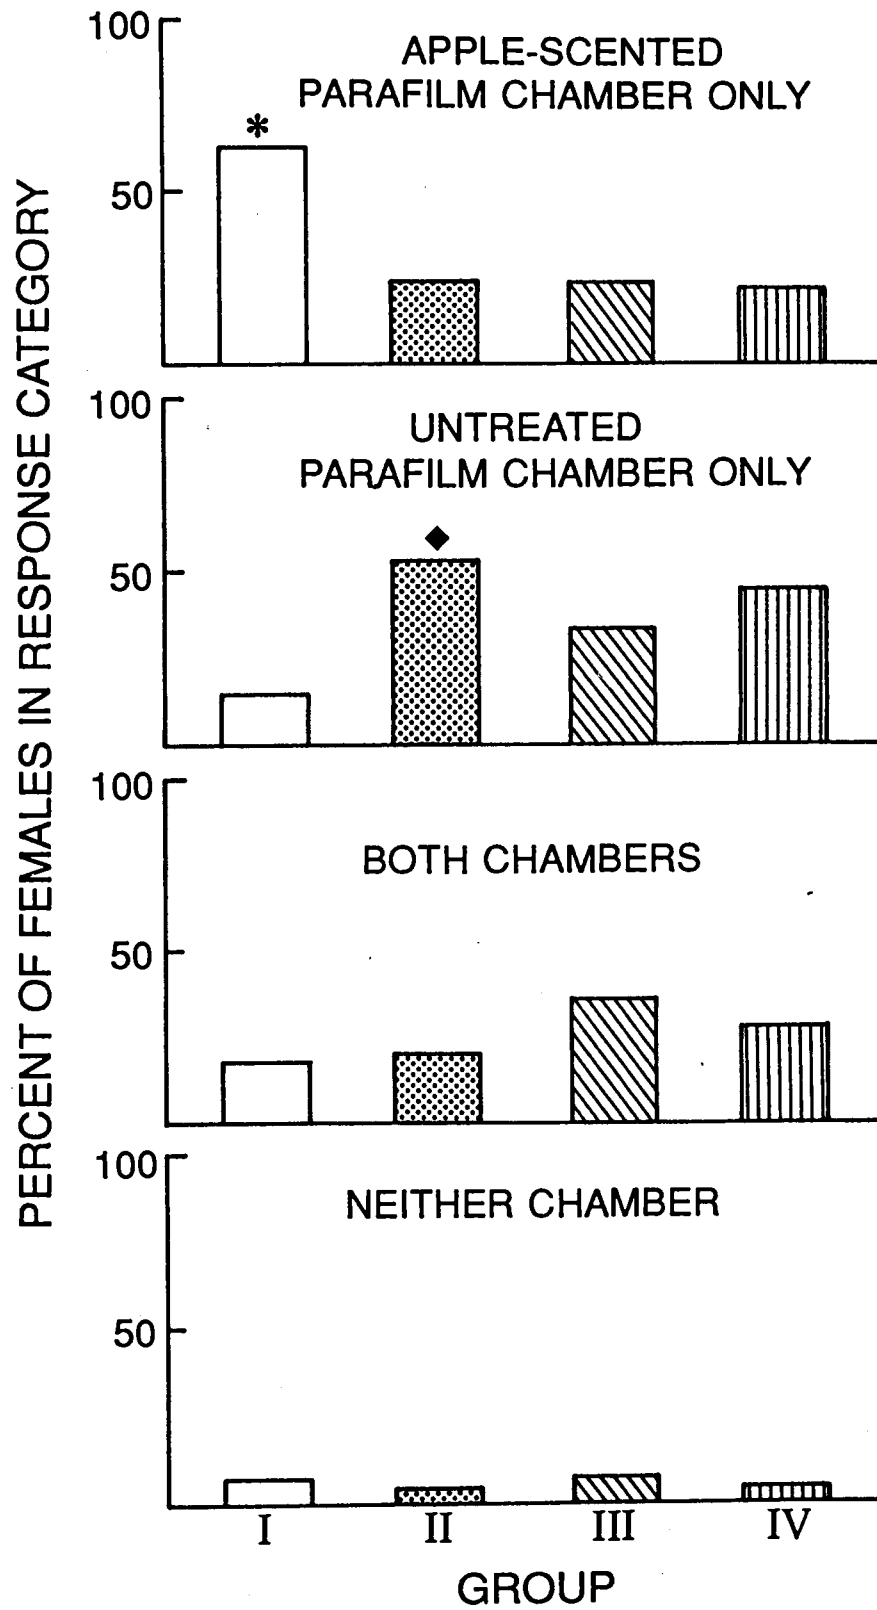 PERCENT OF FEMALES IN RESPONSE CATEGORY
100
50
APPLE-SCENTED
PARAFILM CHAMBER ONLY
*
100
50
UNTREATED
PARAFILM CHAMBER ONLY
◆
100
50
BOTH CHAMBERS
100
50
NEITHER CHAMBER
I II III IV
GROUP